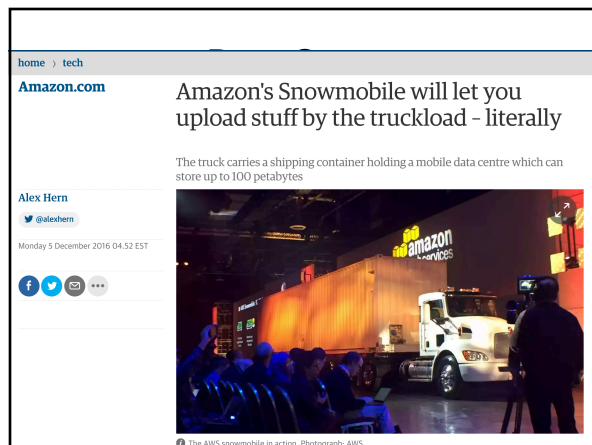 home › tech
Amazon.com
Amazon's Snowmobile will let you
upload stuff by the truckload – literally
The truck carries a shipping container holding a mobile data centre which can
store up to 100 petabytes
Alex Hern
@alexhern
Monday 5 December 2016 04.52 EST
amazon
services
The AWS snowmobile in action. Photograph: AWS